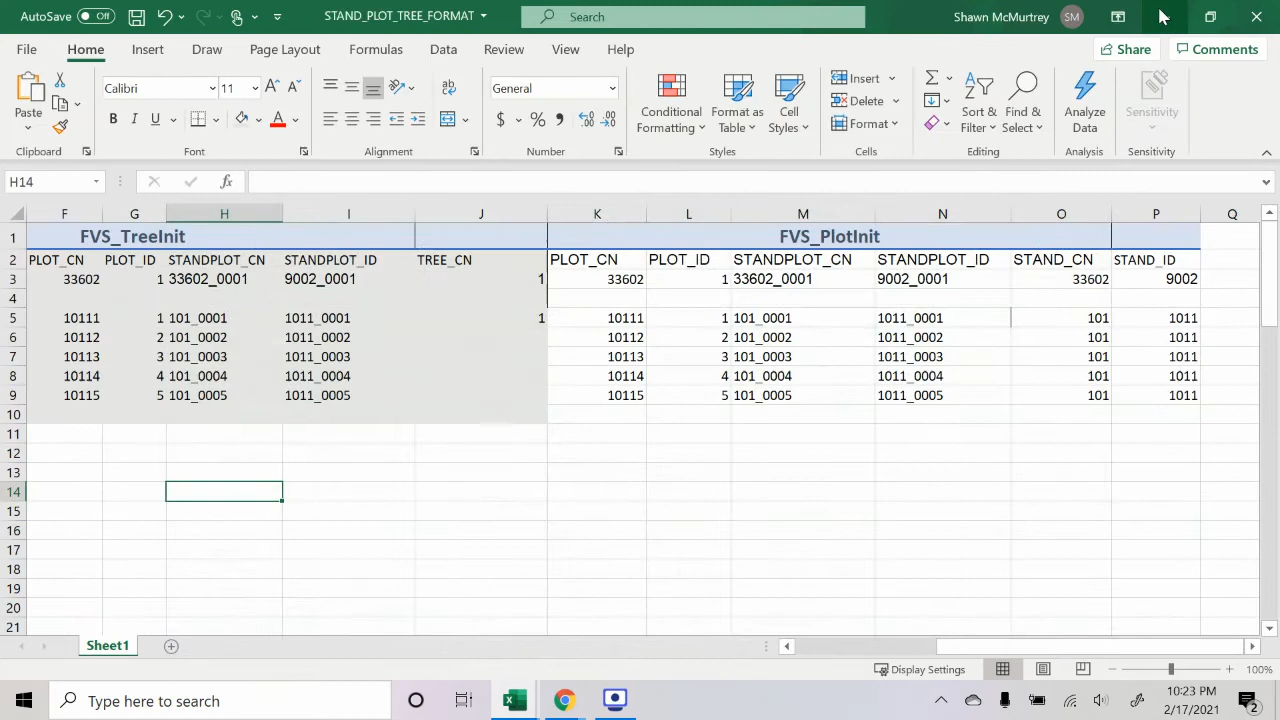 AutoSave Off STAND_PLOT_TREE_FORMAT Search Shawn McMurtrey SM
File Home Insert Draw Page Layout Formulas Data Review View Help Share Comments
Paste Calibri 11 General Conditional Formatting Format as Table Cell Styles Insert Delete Format Sort & Filter Find & Select Analyze Data Sensitivity
Clipboard Font Alignment Number Styles Cells Editing Analysis Sensitivity
H14 fx
F G H I J K L M N O P Q
1 FVS_TreeInit FVS_PlotInit
2 PLOT_CN PLOT_ID STANDPLOT_CN STANDPLOT_ID TREE_CN PLOT_CN PLOT_ID STANDPLOT_CN STANDPLOT_ID STAND_CN STAND_ID
3 33602 1 33602_0001 9002_0001 1 33602 1 33602_0001 9002_0001 33602 9002
4
5 10111 1 101_0001 1011_0001 1 10111 1 101_0001 1011_0001 101 1011
6 10112 2 101_0002 1011_0002 10112 2 101_0002 1011_0002 101 1011
7 10113 3 101_0003 1011_0003 10113 3 101_0003 1011_0003 101 1011
8 10114 4 101_0004 1011_0004 10114 4 101_0004 1011_0004 101 1011
9 10115 5 101_0005 1011_0005 10115 5 101_0005 1011_0005 101 1011
10
11
12
13
14
15
16
17
18
19
20
21
Sheet1
Display Settings 100%
Type here to search 10:23 PM
2/17/2021 2